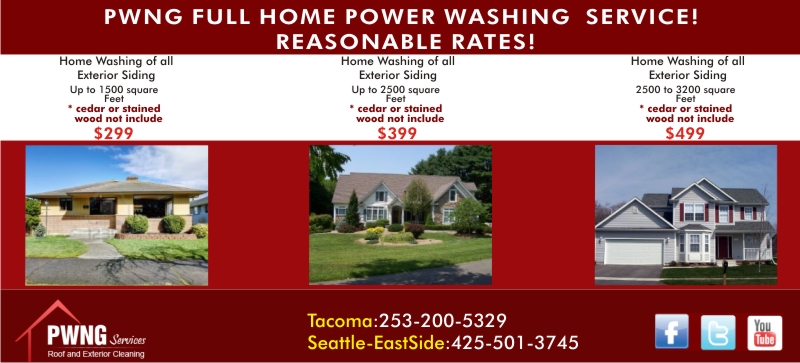 PWNG FULL HOME POWER WASHING SERVICE!
REASONABLE RATES!
Home Washing of all
Exterior Siding
Up to 1500 square
Feet
* cedar or stained
wood not include
$299
Home Washing of all
Exterior Siding
Up to 2500 square
Feet
* cedar or stained
wood not include
$399
Home Washing of all
Exterior Siding
2500 to 3200 square
Feet
* cedar or stained
wood not include
$499
PWNG Services
Roof and Exterior Cleaning
Tacoma:253-200-5329
Seattle-EastSide:425-501-3745
f
t
You
Tube